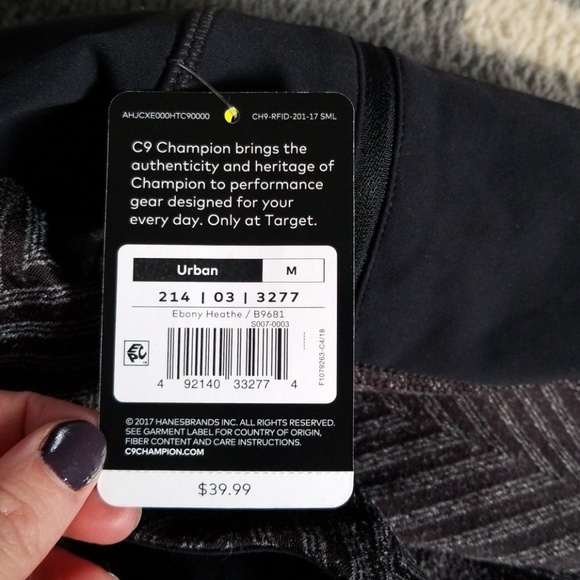 AHJCXE000HTC90000 CH9-RFID-201-17 SML
C9 Champion brings the
authenticity and heritage of
Champion to performance
gear designed for your
every day. Only at Target.
Urban M
214 | 03 | 3277
Ebony Heathe / B9681
S007-0003
EPC
4 92140 33277 4
F1079263-C4/18
© 2017 HANESBRANDS INC. ALL RIGHTS RESERVED.
SEE GARMENT LABEL FOR COUNTRY OF ORIGIN,
FIBER CONTENT AND CARE INSTRUCTIONS.
C9CHAMPION.COM
$39.99